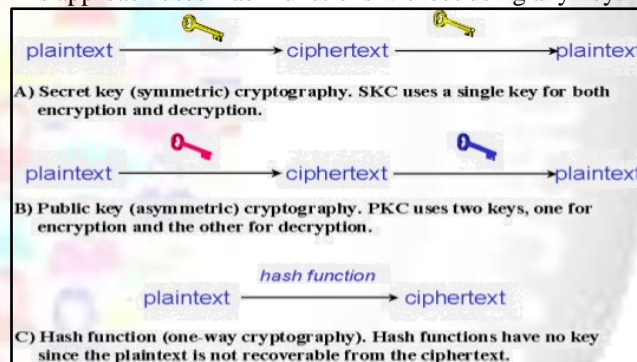 plaintext ciphertext plaintext
A) Secret key (symmetric) cryptography. SKC uses a single key for both
encryption and decryption.
plaintext ciphertext plaintext
B) Public key (asymmetric) cryptography. PKC uses two keys, one for
encryption and the other for decryption.
hash function
plaintext ciphertext
C) Hash function (one-way cryptography). Hash functions have no key
since the plaintext is not recoverable from the ciphertext.